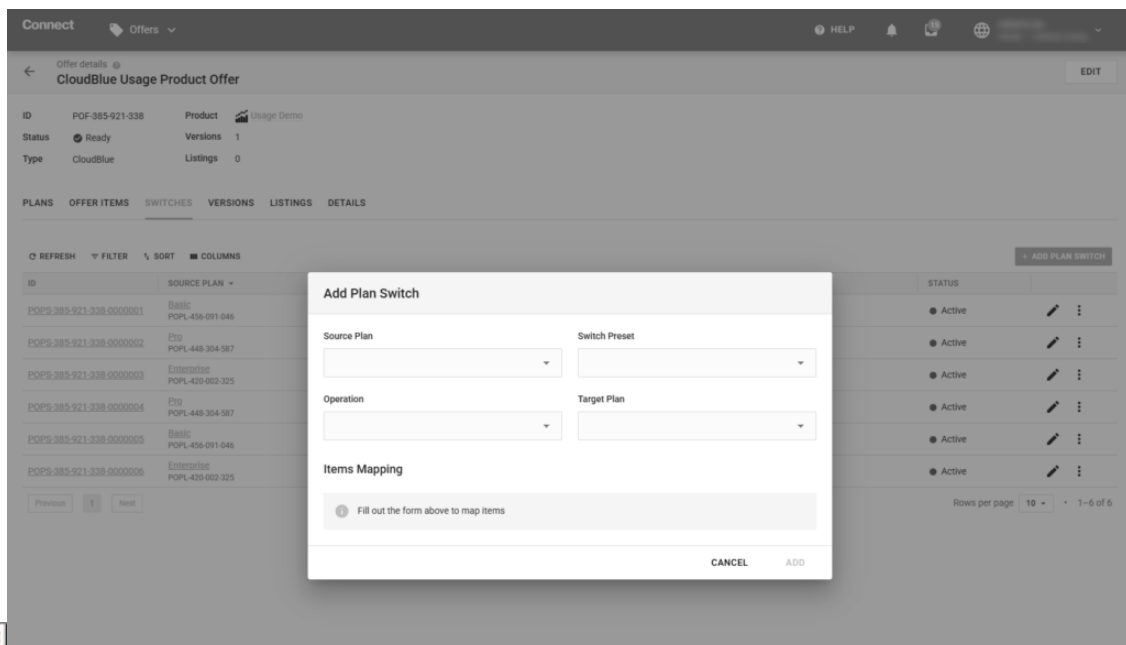 Connect
Offers
HELP
Offer details
CloudBlue Usage Product Offer
EDIT
ID POF-385-921-338 Product Usage Demo
Status Ready Versions 1
Type CloudBlue Listings 0
PLANS OFFER ITEMS SWITCHES VERSIONS LISTINGS DETAILS
REFRESH FILTER SORT COLUMNS + ADD PLAN SWITCH
ID SOURCE PLAN STATUS
POPS-385-921-338-0000001 Basic Active
POPL-456-091-046
POPS-385-921-338-0000002 Pro Active
POPL-448-304-587
POPS-385-921-338-0000003 Enterprise Active
POPL-420-002-325
POPS-385-921-338-0000004 Pro Active
POPL-448-304-587
POPS-385-921-338-0000005 Basic Active
POPL-456-091-046
POPS-385-921-338-0000006 Enterprise Active
POPL-420-002-325
Previous 1 Next Rows per page 10 • 1–6 of 6
Add Plan Switch
Source Plan Switch Preset
Operation Target Plan
Items Mapping
Fill out the form above to map items
CANCEL ADD